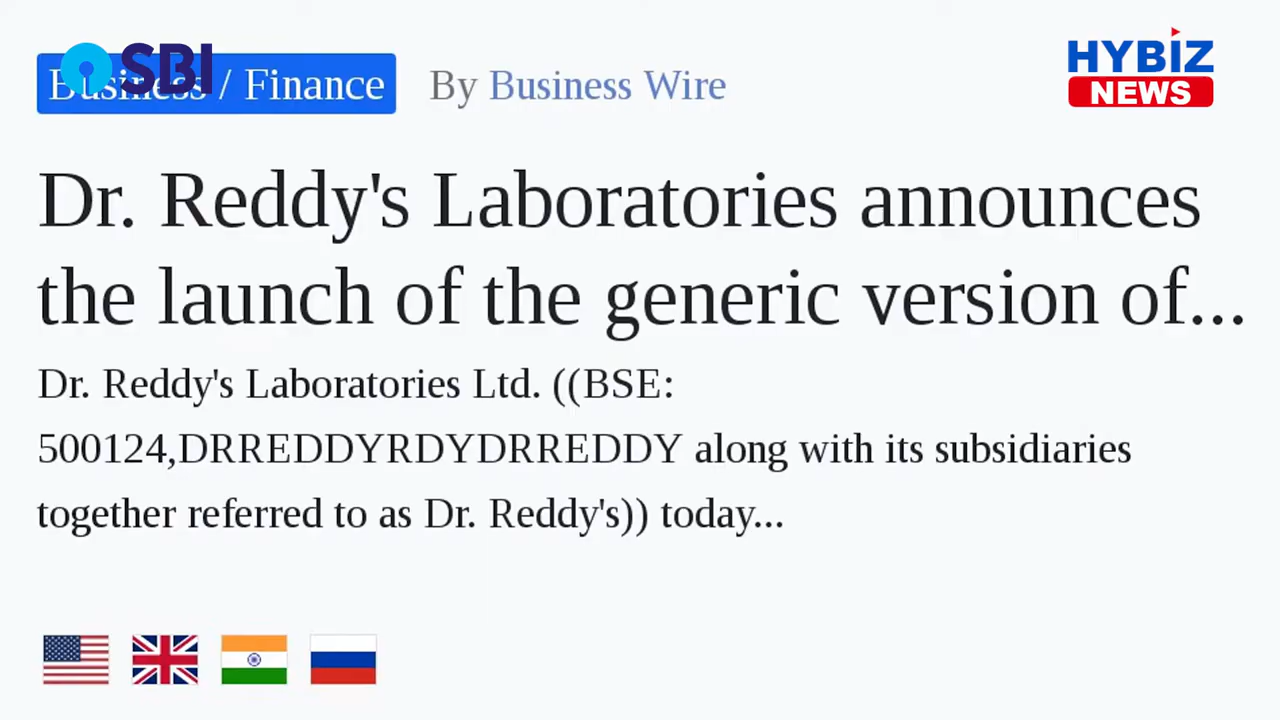 SBI
Business / Finance
By Business Wire
HYBIZ
NEWS
Dr. Reddy's Laboratories announces
the launch of the generic version of...
Dr. Reddy's Laboratories Ltd. ((BSE:
500124,DRREDDYRDYDRREDDY along with its subsidiaries
together referred to as Dr. Reddy's)) today...